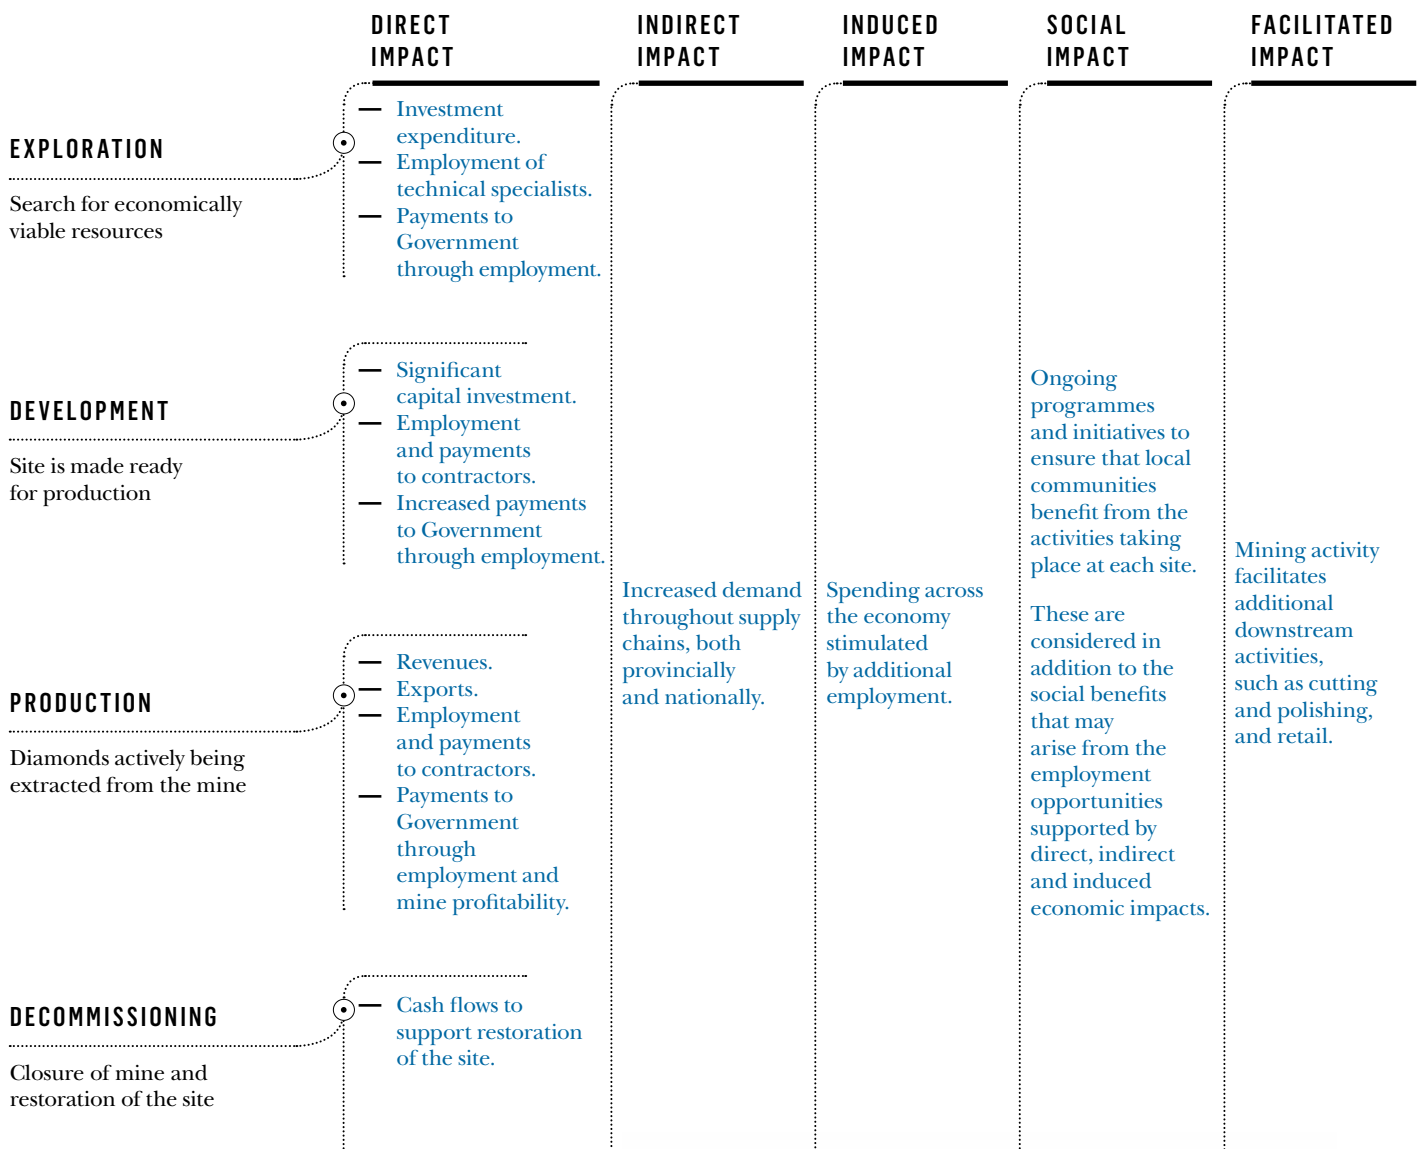 DIRECT
IMPACT
INDIRECT
IMPACT
INDUCED
IMPACT
SOCIAL
IMPACT
FACILITATED
IMPACT
EXPLORATION
Search for economically
viable resources
— Investment
expenditure.
— Employment of
technical specialists.
— Payments to
Government
through employment.
DEVELOPMENT
Site is made ready
for production
— Significant
capital investment.
— Employment
and payments
to contractors.
— Increased payments
to Government
through employment.
PRODUCTION
Diamonds actively being
extracted from the mine
— Revenues.
— Exports.
— Employment
and payments
to contractors.
— Payments to
Government
through
employment and
mine profitability.
DECOMMISSIONING
Closure of mine and
restoration of the site
— Cash flows to
support restoration
of the site.
Increased demand
throughout supply
chains, both
provincially
and nationally.
Spending across
the economy
stimulated
by additional
employment.
Ongoing
programmes
and initiatives to
ensure that local
communities
benefit from the
activities taking
place at each site.
These are
considered in
addition to the
social benefits
that may
arise from the
employment
opportunities
supported by
direct, indirect
and induced
economic impacts.
Mining activity
facilitates
additional
downstream
activities,
such as cutting
and polishing,
and retail.